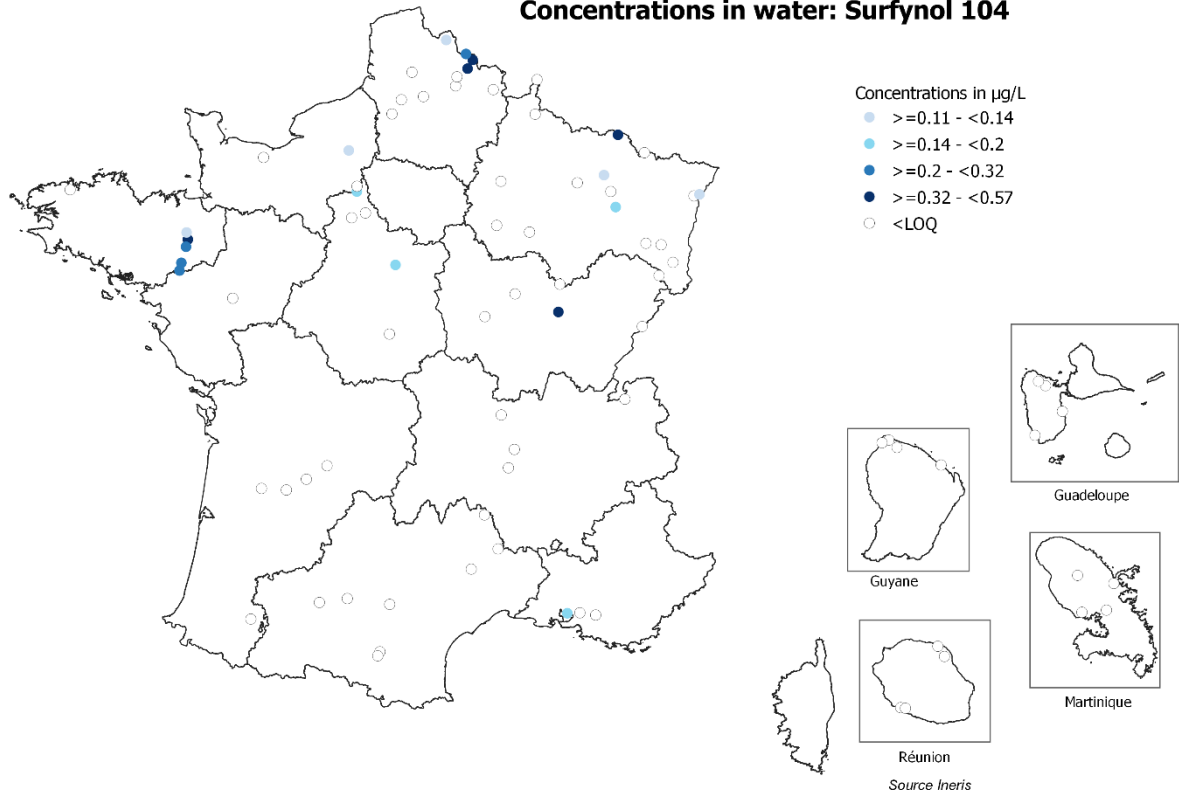 Concentrations in water: Surfynol 104
Concentrations in µg/L
>=0.11 - <0.14
>=0.14 - <0.2
>=0.2 - <0.32
>=0.32 - <0.57
<LOQ
Guadeloupe
Guyane
Martinique
Réunion
Source Ineris